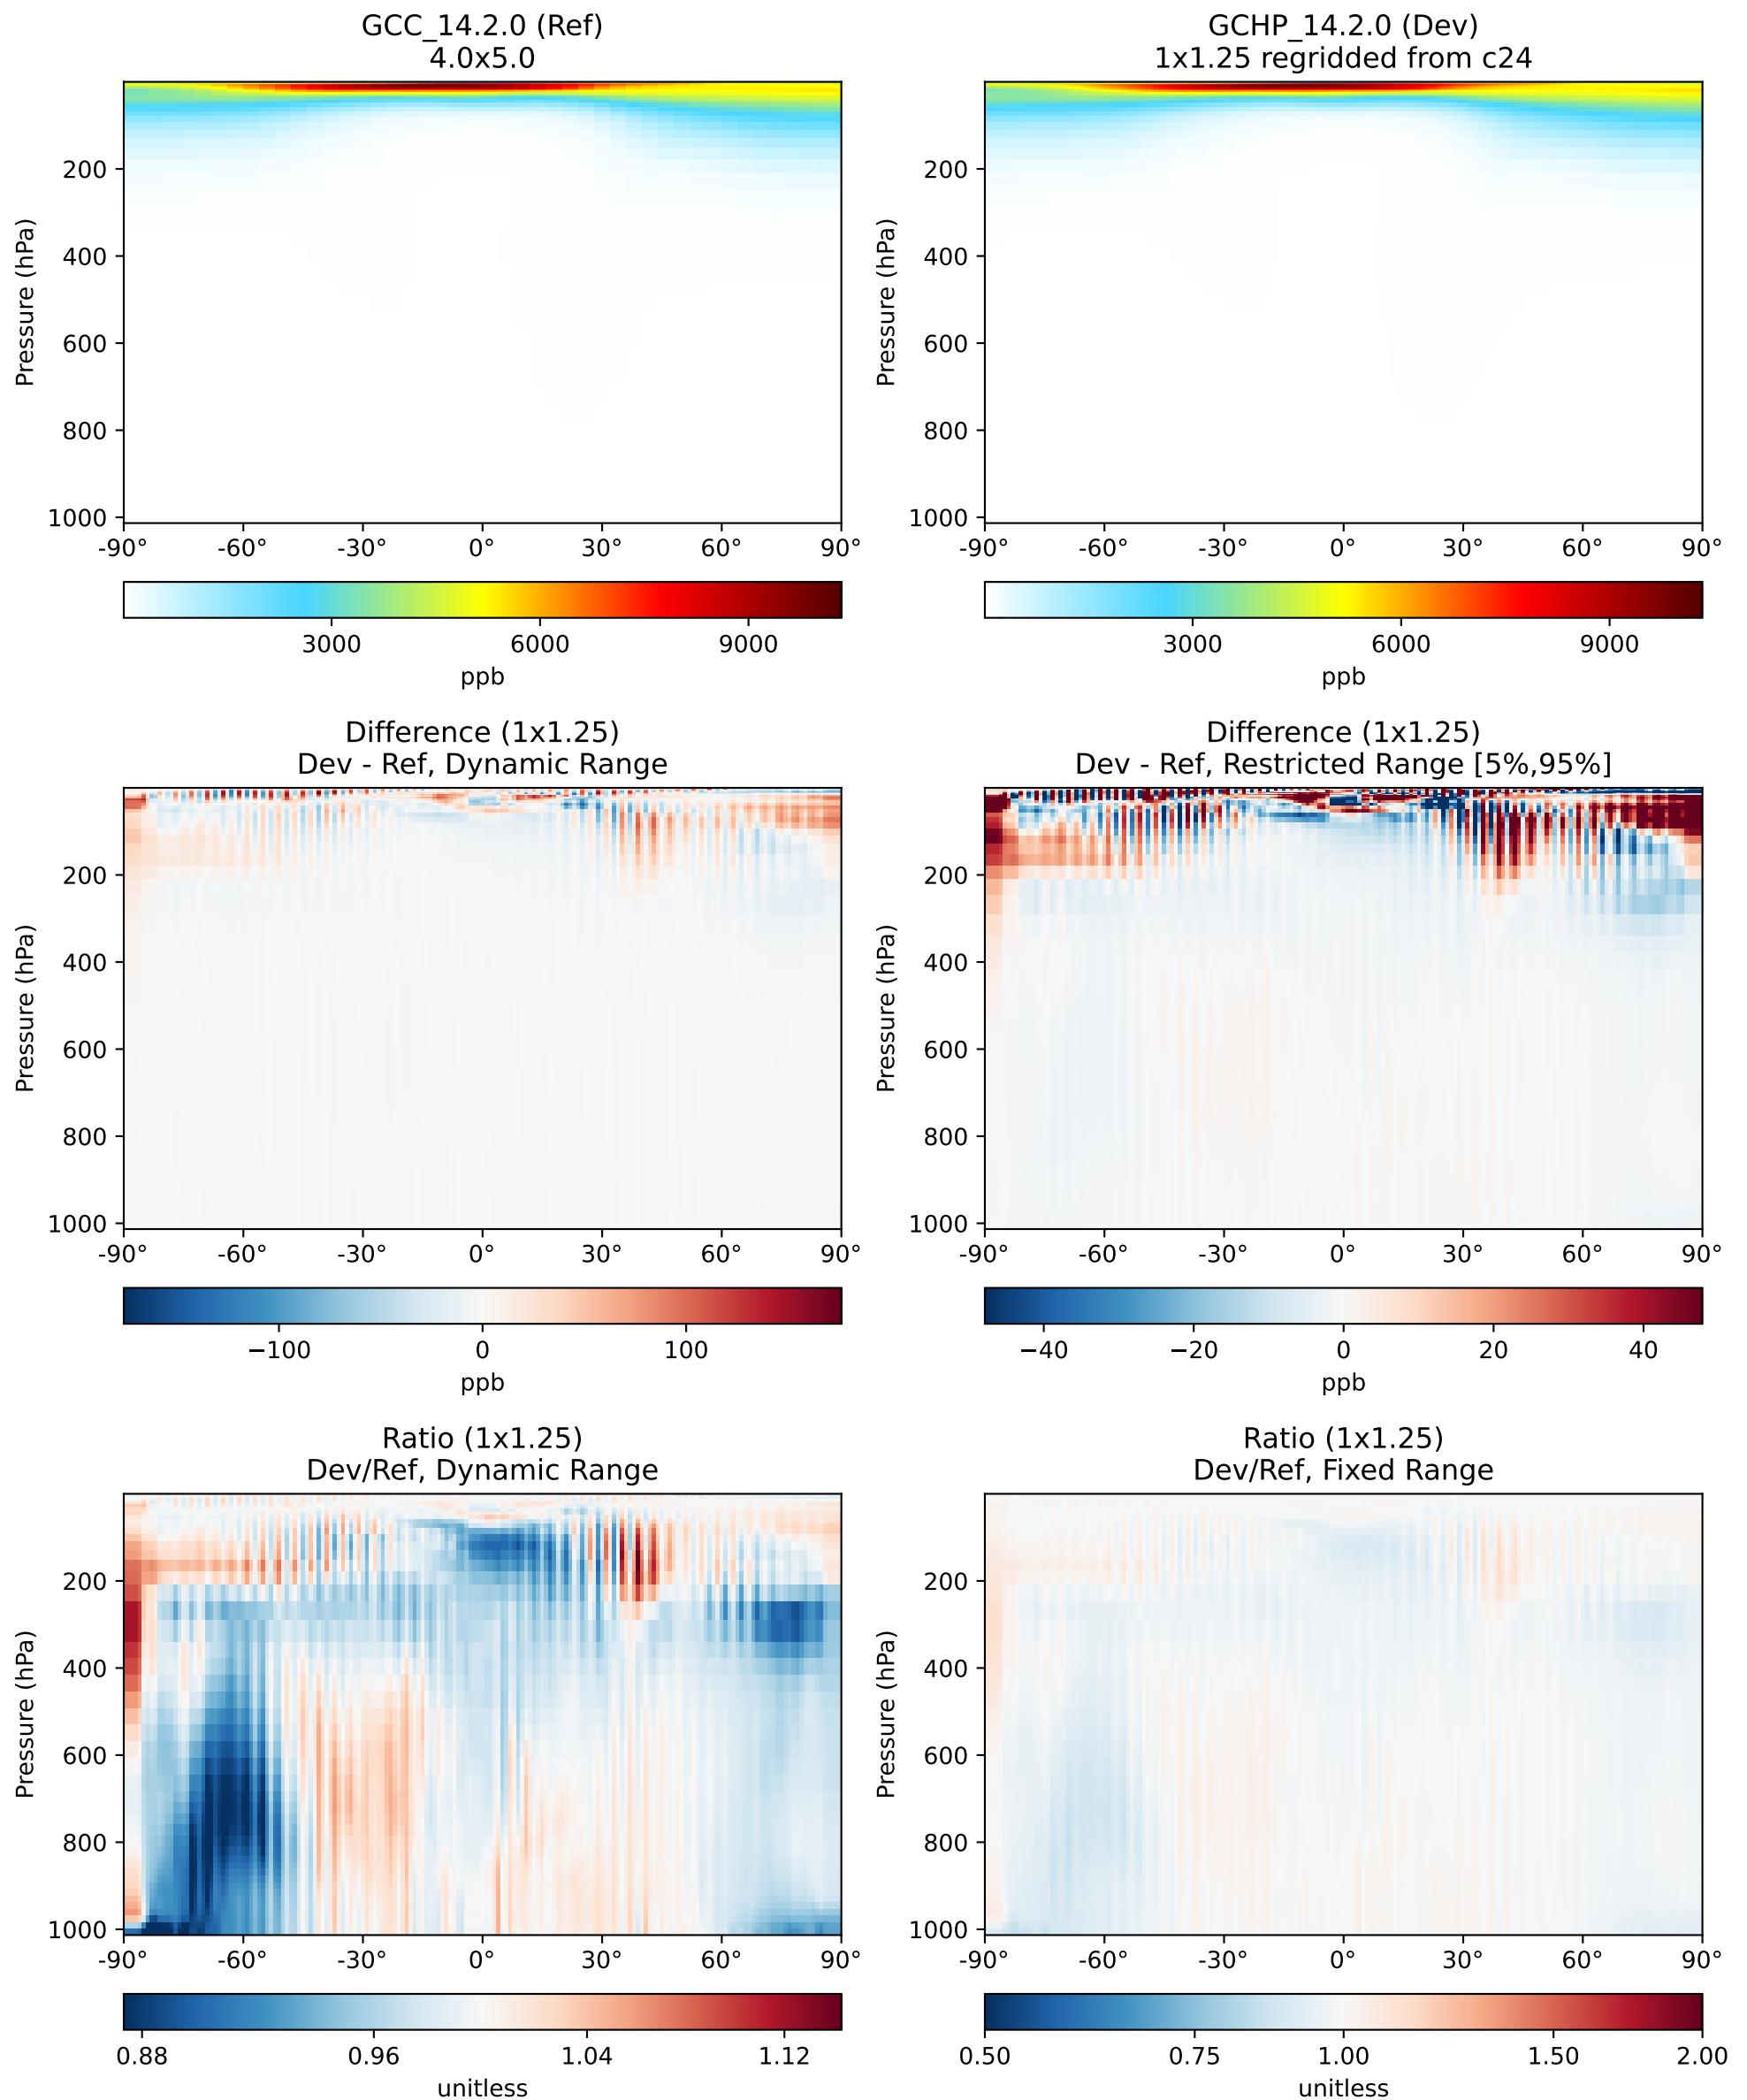 GCC_14.2.0 (Ref)
4.0x5.0
Pressure (hPa)
200
400
600
800
1000
-90° -60° -30° 0° 30° 60° 90°
3000 6000 9000
ppb
GCHP_14.2.0 (Dev)
1x1.25 regridded from c24
Pressure (hPa)
200
400
600
800
1000
-90° -60° -30° 0° 30° 60° 90°
3000 6000 9000
ppb
Difference (1x1.25)
Dev - Ref, Dynamic Range
Pressure (hPa)
200
400
600
800
1000
-90° -60° -30° 0° 30° 60° 90°
−100 0 100
ppb
Difference (1x1.25)
Dev - Ref, Restricted Range [5%,95%]
Pressure (hPa)
200
400
600
800
1000
-90° -60° -30° 0° 30° 60° 90°
−40 −20 0 20 40
ppb
Ratio (1x1.25)
Dev/Ref, Dynamic Range
Pressure (hPa)
200
400
600
800
1000
-90° -60° -30° 0° 30° 60° 90°
0.88 0.96 1.04 1.12
unitless
Ratio (1x1.25)
Dev/Ref, Fixed Range
Pressure (hPa)
200
400
600
800
1000
-90° -60° -30° 0° 30° 60° 90°
0.50 0.75 1.00 1.50 2.00
unitless